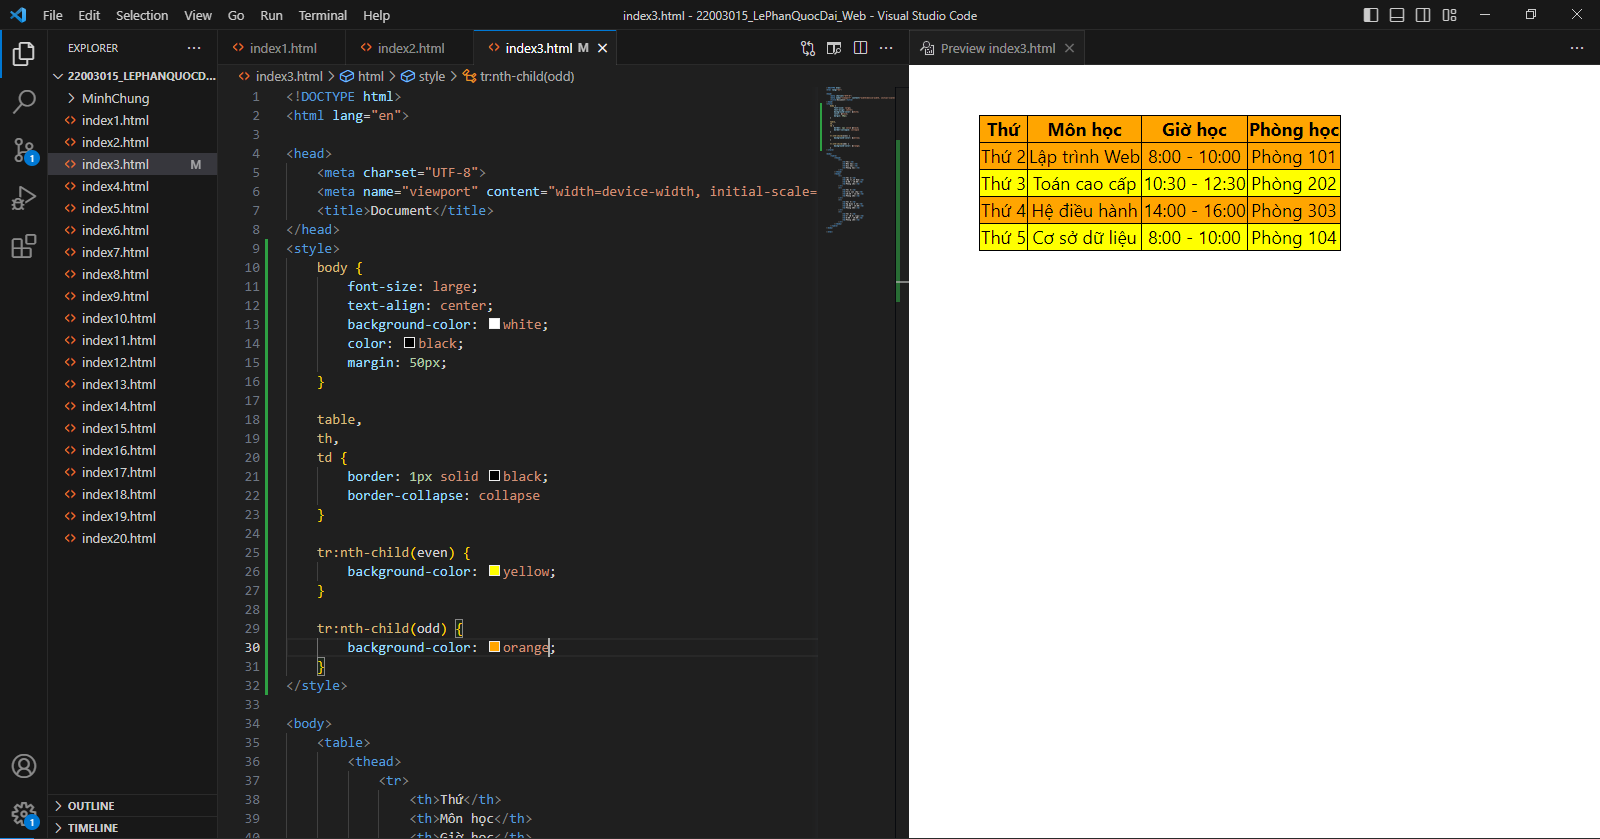 File Edit Selection View Go Run Terminal Help
index3.html - 22003015_LePhanQuocDai_Web - Visual Studio Code
EXPLORER
22003015_LEPHANQUOCD...
MinhChung
index1.html
index2.html
index3.html M
index4.html
index5.html
index6.html
index7.html
index8.html
index9.html
index10.html
index11.html
index12.html
index13.html
index14.html
index15.html
index16.html
index17.html
index18.html
index19.html
index20.html
OUTLINE
TIMELINE
1
1
index1.html index2.html index3.html M
index3.html > html > style > tr:nth-child(odd)
1 <!DOCTYPE html>
2 <html lang="en">
3
4 <head>
5 <meta charset="UTF-8">
6 <meta name="viewport" content="width=device-width, initial-scale=
7 <title>Document</title>
8 </head>
9 <style>
10 body {
11 font-size: large;
12 text-align: center;
13 background-color: white;
14 color: black;
15 margin: 50px;
16 }
17
18 table,
19 th,
20 td {
21 border: 1px solid black;
22 border-collapse: collapse
23 }
24
25 tr:nth-child(even) {
26 background-color: yellow;
27 }
28
29 tr:nth-child(odd) {
30 background-color: orange;
31 }
32 </style>
33
34 <body>
35 <table>
36 <thead>
37 <tr>
38 <th>Thứ</th>
39 <th>Môn học</th>
40 <th>Giờ học</th>
Preview index3.html
Thứ Môn học Giờ học Phòng học
Thứ 2 Lập trình Web 8:00 - 10:00 Phòng 101
Thứ 3 Toán cao cấp 10:30 - 12:30 Phòng 202
Thứ 4 Hệ điều hành 14:00 - 16:00 Phòng 303
Thứ 5 Cơ sở dữ liệu 8:00 - 10:00 Phòng 104